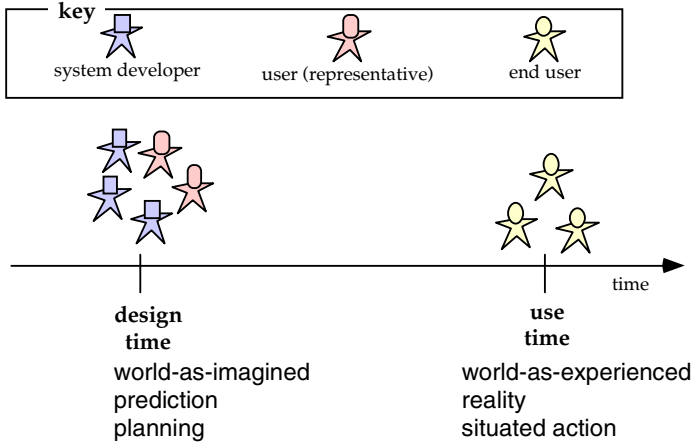 key
system developer
user (representative)
end user
time
design
time
world-as-imagined
prediction
planning
use
time
world-as-experienced
reality
situated action